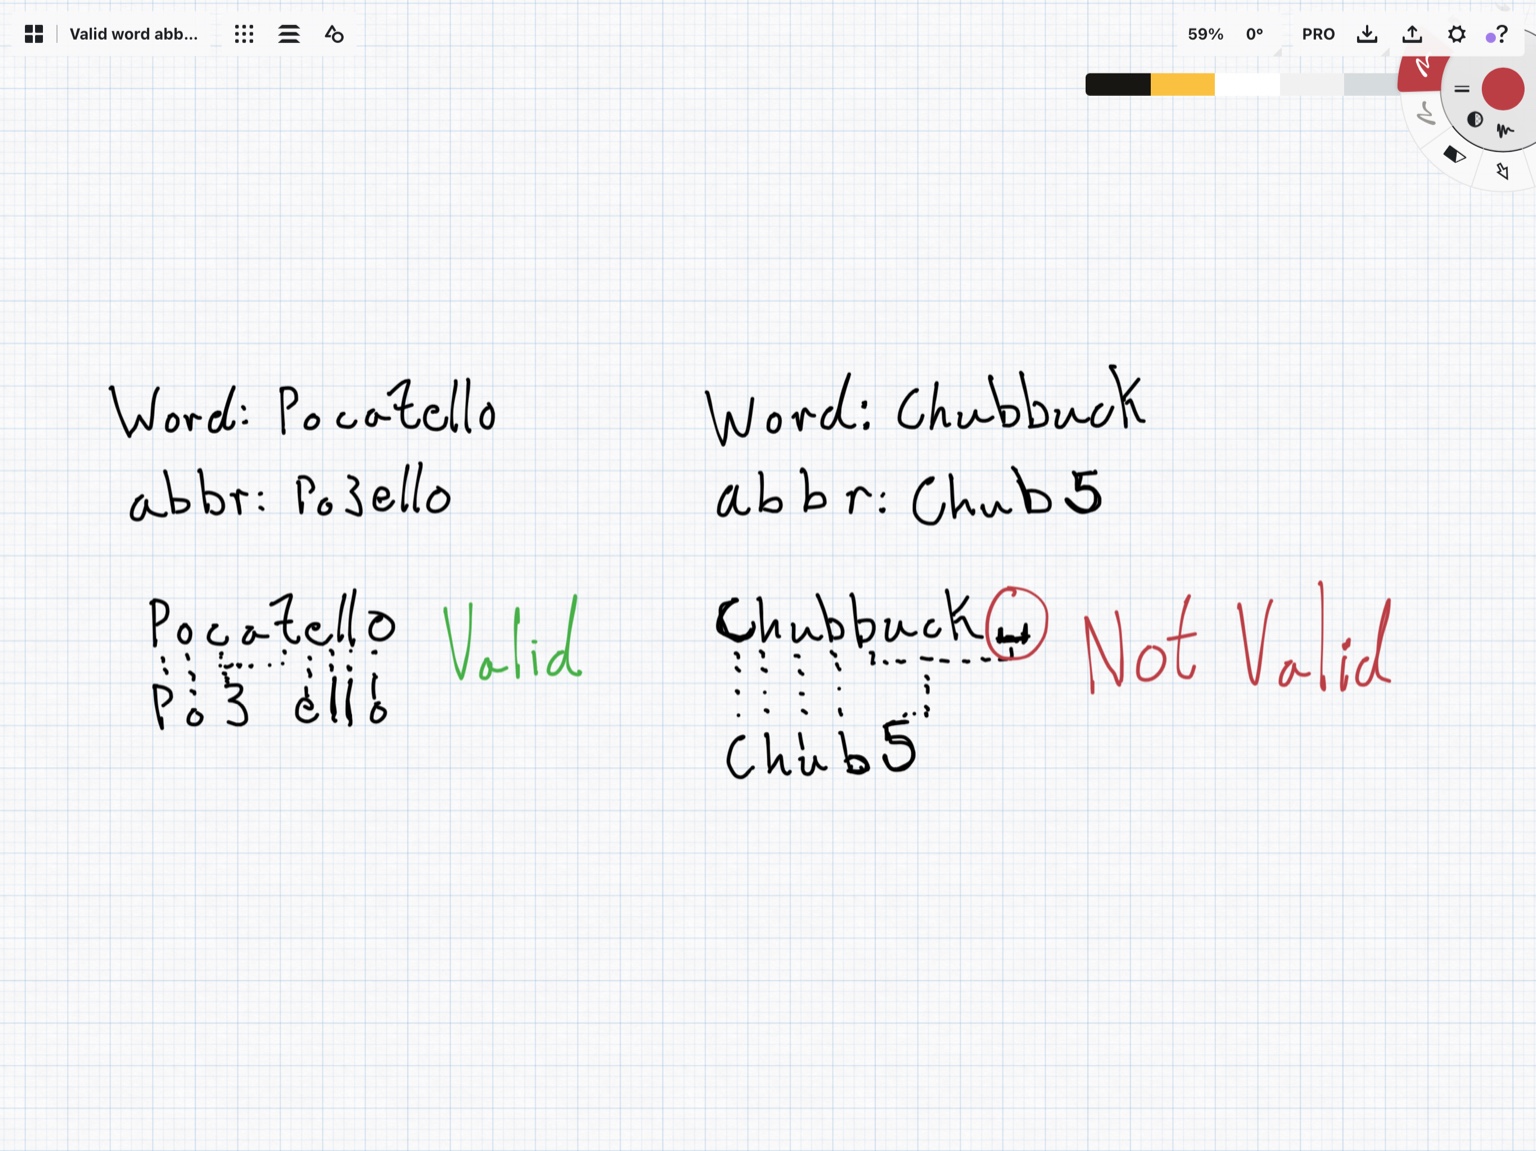 Valid word abb...
59% 0° PRO ?
Word: Pocatello
abbr: Po3ello
Pocatello Valid
Po3 ello
Word: Chubbuck
abbr: Chub5
Chubbuck_ Not Valid
Chub5